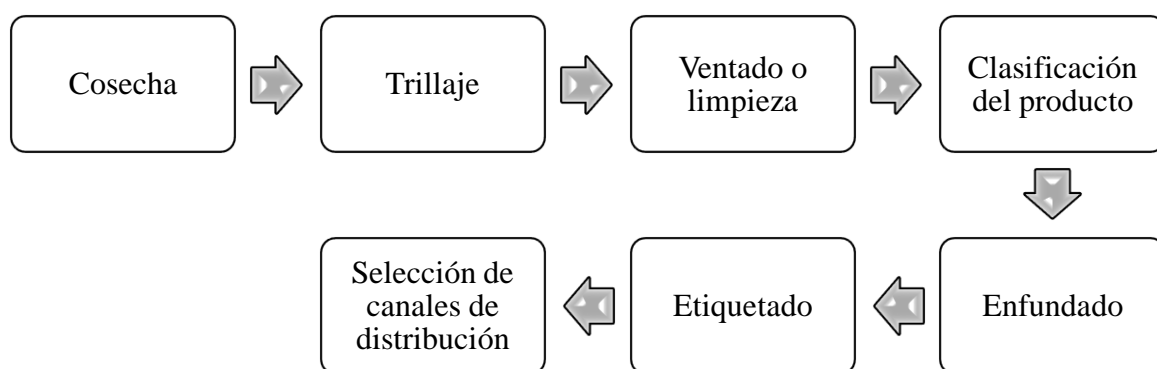 Cosecha
Trillaje
Ventado o
limpieza
Clasificación
del producto
Enfundado
Etiquetado
Selección de
canales de
distribución